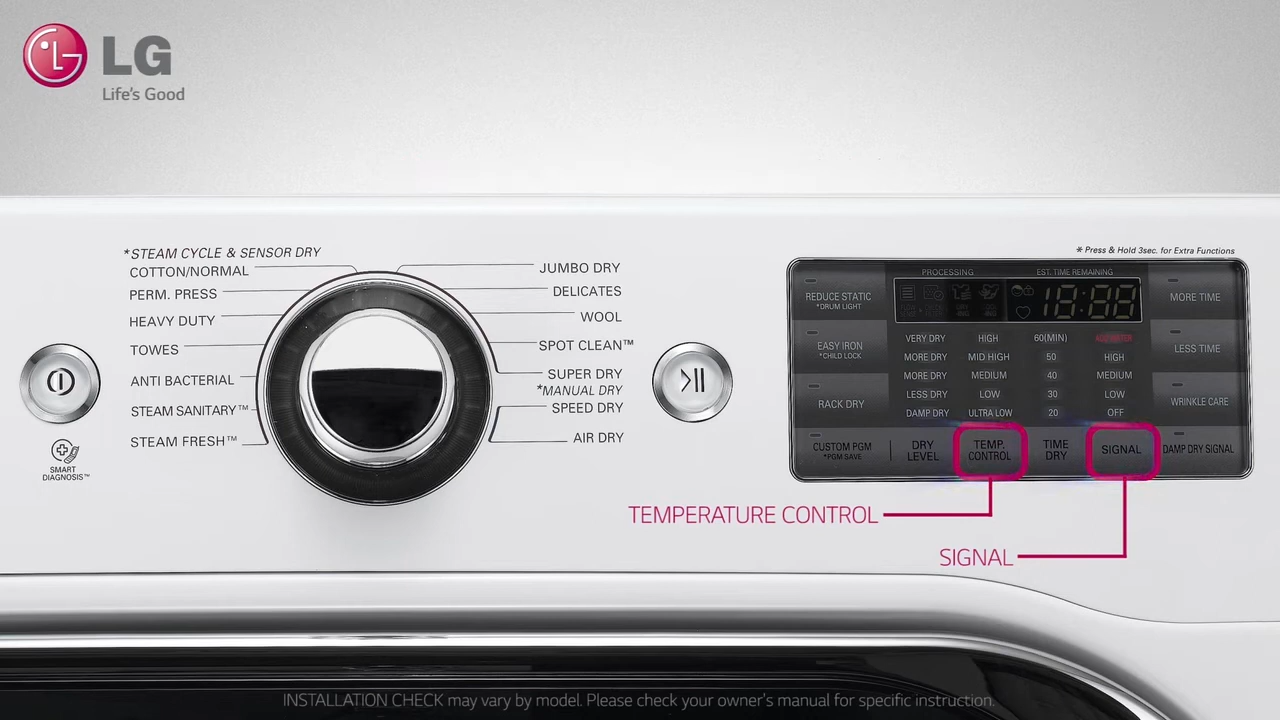 LG
Life's Good
*STEAM CYCLE & SENSOR DRY
COTTON/NORMAL
PERM. PRESS
HEAVY DUTY
TOWES
ANTI BACTERIAL
STEAM SANITARY™
STEAM FRESH™
SMART
DIAGNOSIS™
JUMBO DRY
DELICATES
WOOL
SPOT CLEAN™
SUPER DRY
*MANUAL DRY
SPEED DRY
AIR DRY
* Press & Hold 3sec. for Extra Functions
PROCESSING EST. TIME REMAINING
18:88
REDUCE STATIC
*DRUM LIGHT
EASY IRON
*CHILD LOCK
RACK DRY
CUSTOM PGM
*PGM SAVE
VERY DRY HIGH 60(MIN)
MORE DRY MID HIGH 50 HIGH
MORE DRY MEDIUM 40 MEDIUM
LESS DRY LOW 30 LOW
DAMP DRY ULTRA LOW 20 OFF
DRY
LEVEL
TEMP.
CONTROL
TIME
DRY
SIGNAL
MORE TIME
LESS TIME
WRINKLE CARE
DAMP DRY SIGNAL
TEMPERATURE CONTROL
SIGNAL
INSTALLATION CHECK may vary by model. Please check your owner's manual for specific instruction.